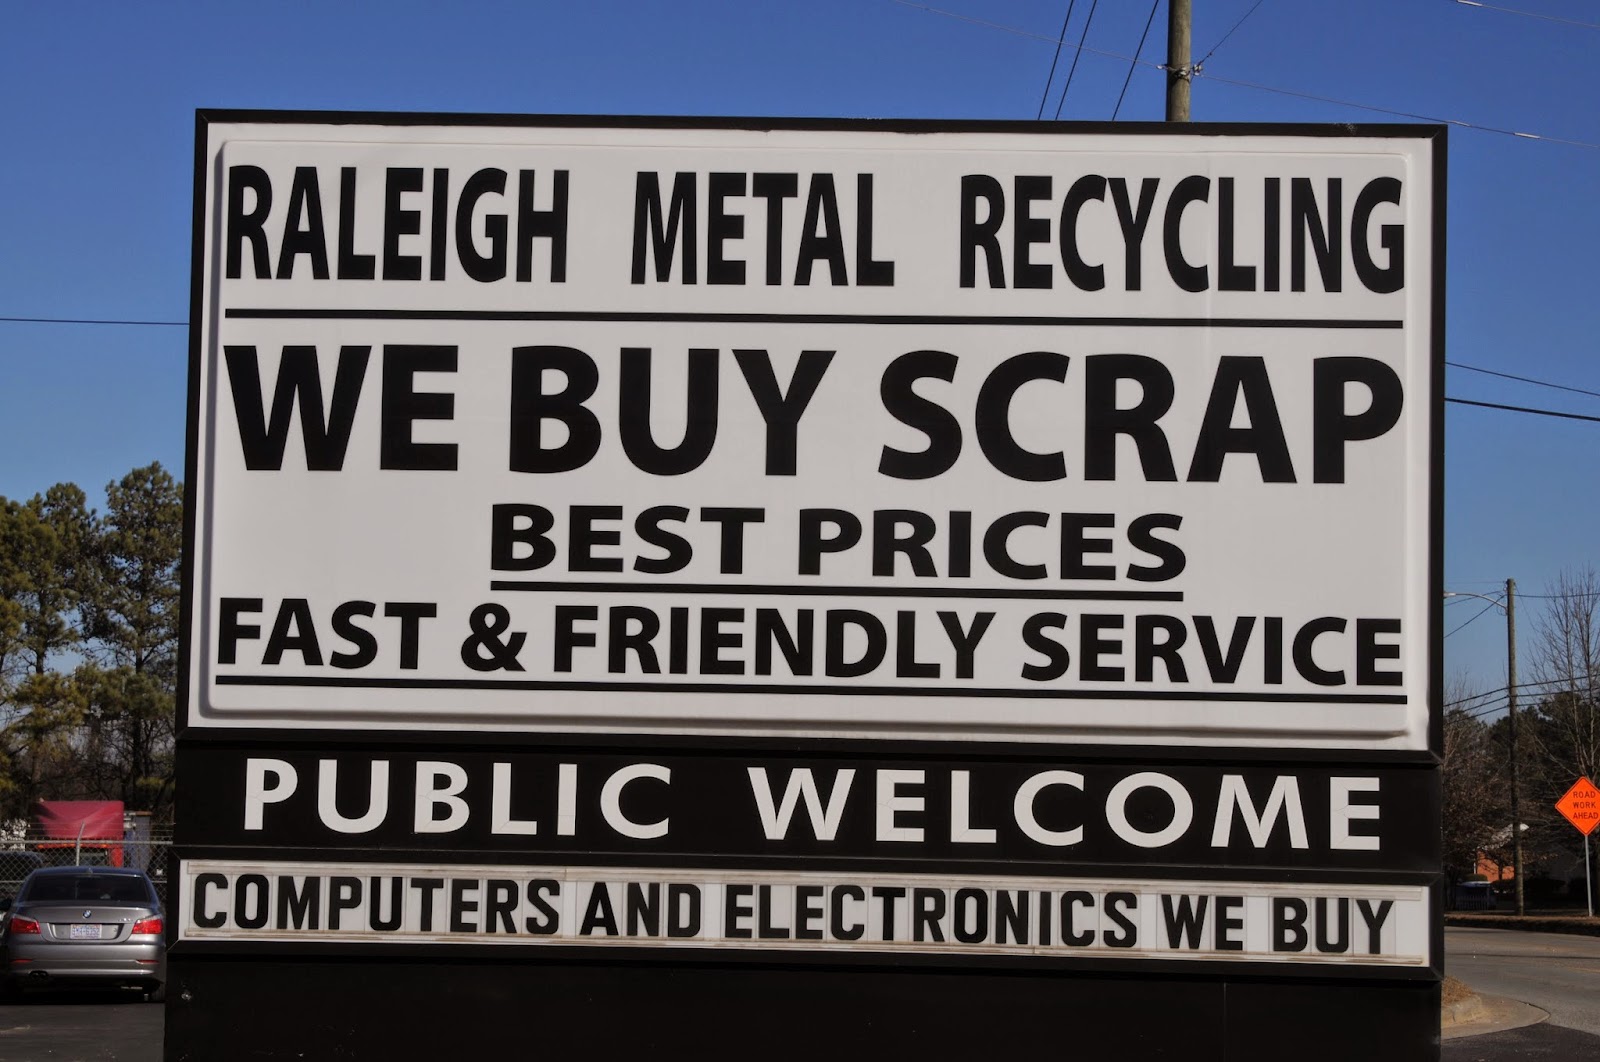 RALEIGH METAL RECYCLING
WE BUY SCRAP
BEST PRICES
FAST & FRIENDLY SERVICE
PUBLIC WELCOME
COMPUTERS AND ELECTRONICS WE BUY
ROAD
WORK
AHEAD